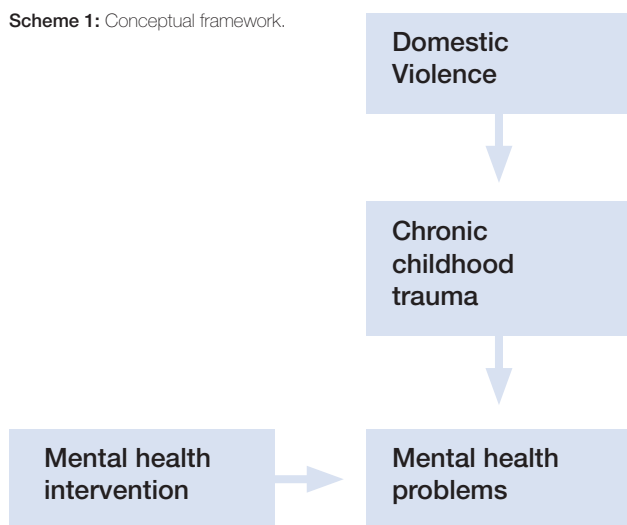 Scheme 1: Conceptual framework.
Domestic
Violence
Chronic
childhood
trauma
Mental health
intervention
Mental health
problems